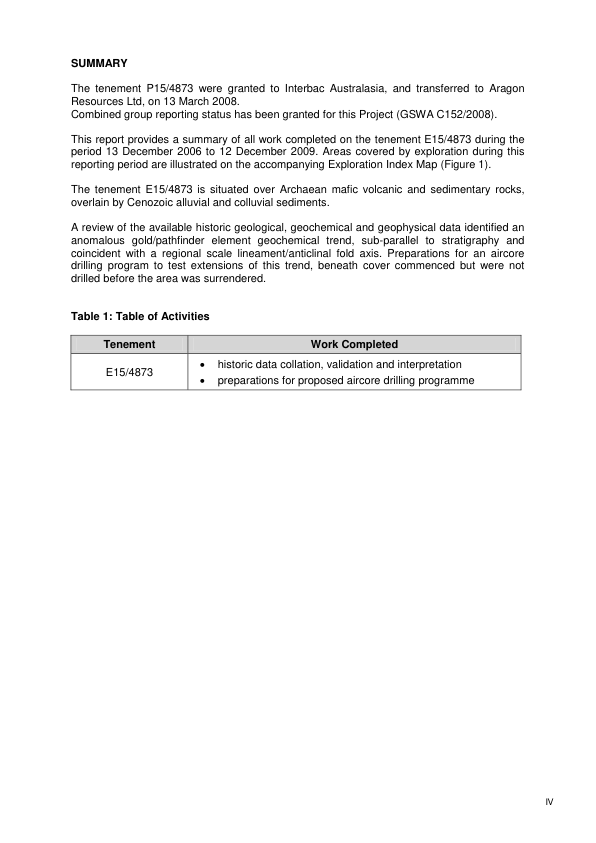 SUMMARY
The tenement P15/4873 were granted to Interbac Australasia, and transferred to Aragon
Resources Ltd, on 13 March 2008.
Combined group reporting status has been granted for this Project (GSWA C152/2008).
This report provides a summary of all work completed on the tenement E15/4873 during the
period 13 December 2006 to 12 December 2009. Areas covered by exploration during this
reporting period are illustrated on the accompanying Exploration Index Map (Figure 1).
The tenement E15/4873 is situated over Archaean mafic volcanic and sedimentary rocks,
overlain by Cenozoic alluvial and colluvial sediments.
A review of the available historic geological, geochemical and geophysical data identified an
anomalous gold/pathfinder element geochemical trend, sub-parallel to stratigraphy and
coincident with a regional scale lineament/anticlinal fold axis. Preparations for an aircore
drilling program to test extensions of this trend, beneath cover commenced but were not
drilled before the area was surrendered.
Table 1: Table of Activities
Tenement Work Completed
E15/4873
• historic data collation, validation and interpretation
• preparations for proposed aircore drilling programme
IV